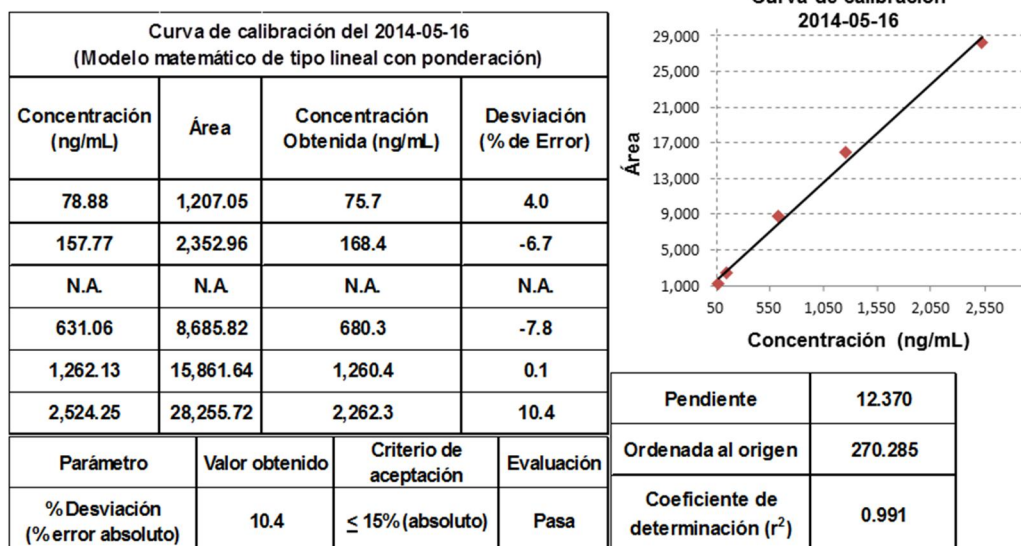 Curva de calibración del 2014-05-16
(Modelo matemático de tipo lineal con ponderación)
Concentración (ng/mL) Área Concentración Obtenida (ng/mL) Desviación (% de Error)
78.88 1,207.05 75.7 4.0
157.77 2,352.96 168.4 -6.7
N.A. N.A. N.A. N.A.
631.06 8,685.82 680.3 -7.8
1,262.13 15,861.64 1,260.4 0.1
2,524.25 28,255.72 2,262.3 10.4
Parámetro Valor obtenido Criterio de aceptación Evaluación
% Desviación (% error absoluto) 10.4 ≤ 15% (absoluto) Pasa
Curva de calibración
2014-05-16
29,000
25,000
21,000
17,000
13,000
9,000
5,000
1,000
Área
50 550 1,050 1,550 2,050 2,550
Concentración (ng/mL)
Pendiente 12.370
Ordenada al origen 270.285
Coeficiente de determinación (r²) 0.991